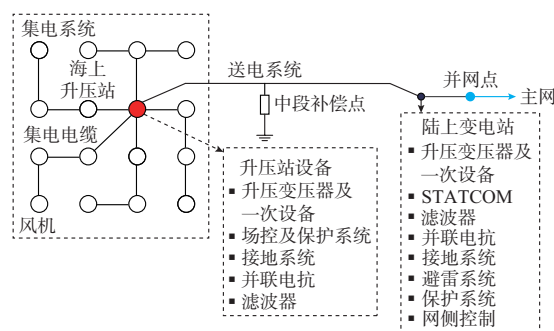 集电系统
海上
升压站
集电电缆
风机
送电系统
中段补偿点
并网点
主网
升压站设备
▪ 升压变压器及
一次设备
▪ 场控及保护系统
▪ 接地系统
▪ 并联电抗
▪ 滤波器
陆上变电站
▪ 升压变压器及
一次设备
▪ STATCOM
▪ 滤波器
▪ 并联电抗
▪ 接地系统
▪ 避雷系统
▪ 保护系统
▪ 网侧控制